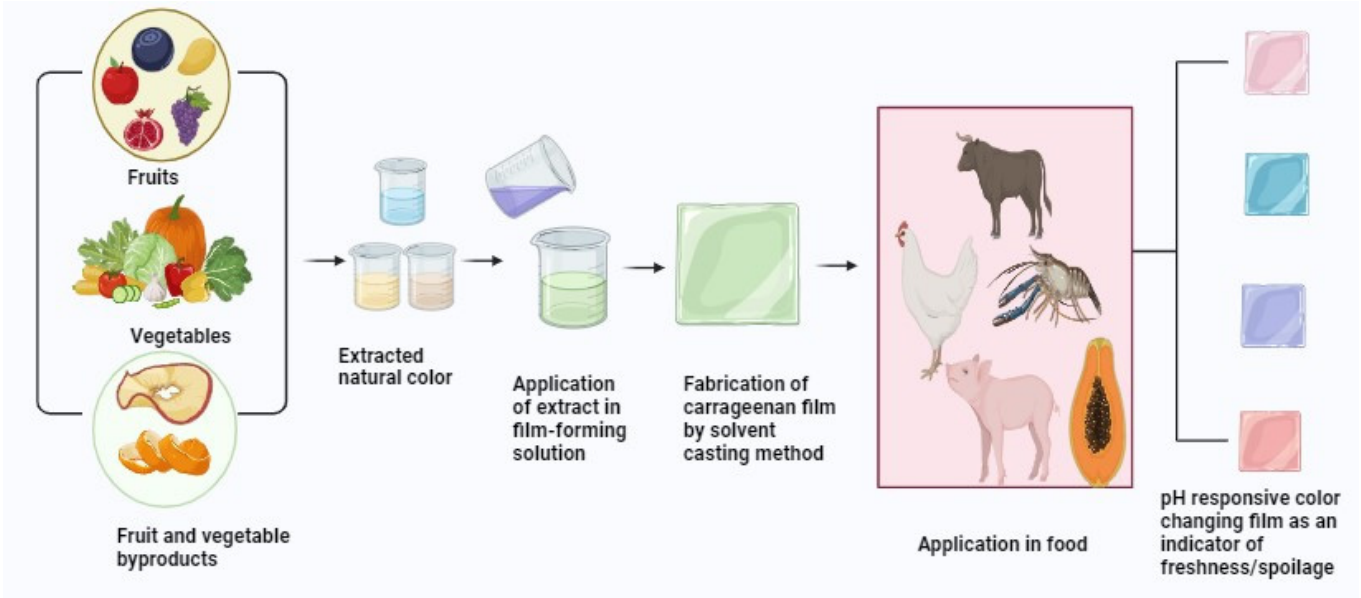 Fruits
Vegetables
Fruit and vegetable
byproducts
Extracted
natural color
Application
of extract in
film-forming
solution
Fabrication of
carrageenan film
by solvent
casting method
Application in food
pH responsive color
changing film as an
indicator of
freshness/spoilage